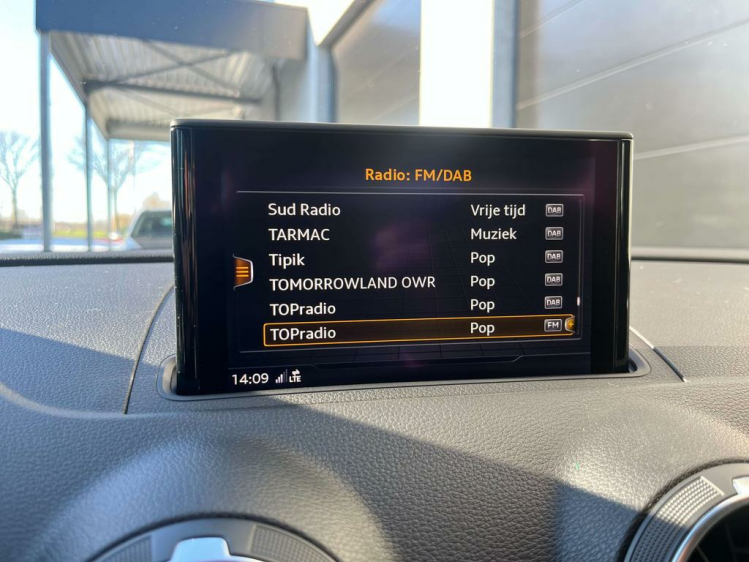 Radio: FM/DAB
Sud Radio Vrije tijd DAB
TARMAC Muziek DAB
Tipik Pop DAB
TOMORROWLAND OWR Pop DAB
TOPradio Pop DAB
TOPradio Pop FM
14:09 LTE